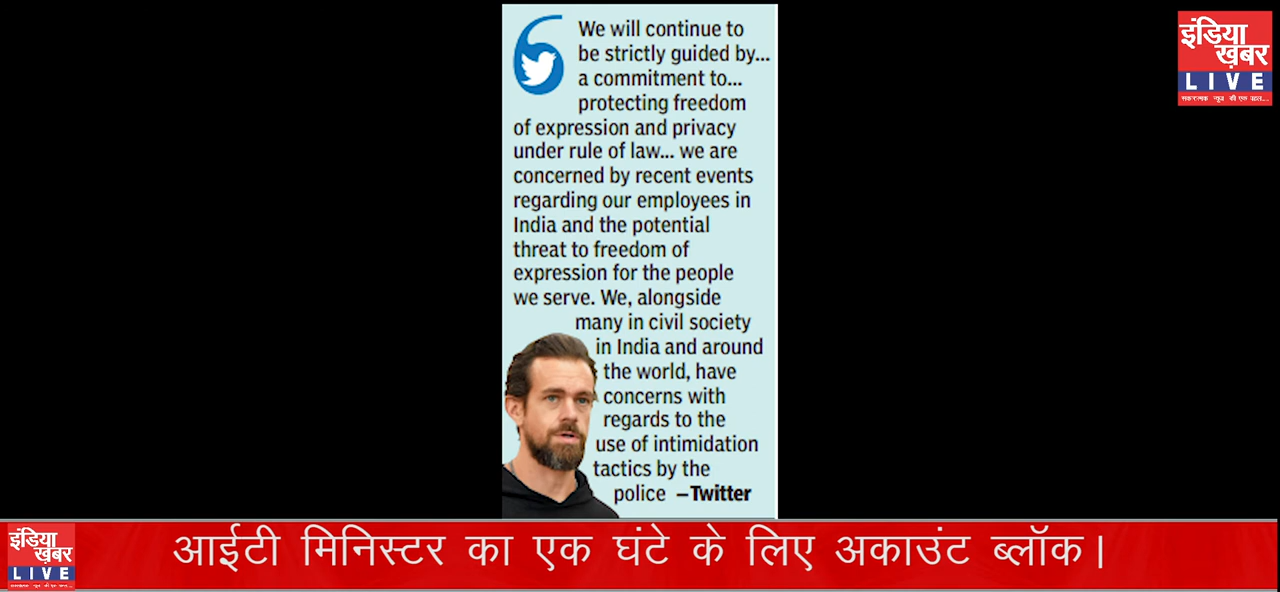 We will continue to
be strictly guided by...
a commitment to...
protecting freedom
of expression and privacy
under rule of law... we are
concerned by recent events
regarding our employees in
India and the potential
threat to freedom of
expression for the people
we serve. We, alongside
many in civil society
in India and around
the world, have
concerns with
regards to the
use of intimidation
tactics by the
police –Twitter
इंडिया
ख़बर
LIVE
सकारात्मक न्यूज़ की एक पहल...
इंडिया
ख़बर
LIVE
आईटी मिनिस्टर का एक घंटे के लिए अकाउंट ब्लॉक।